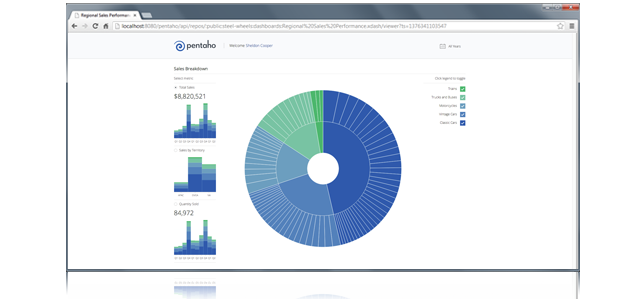 Regional Sales Performanc
localhost:8080/pentaho/api/repos/:public:steel-wheels:dashboards:Regional%20Sales%20Performance.xdash/viewer?ts=1376341103547
pentaho
Welcome Sheldon Cooper
All Years
Sales Breakdown
Select metric
Click legend to toggle
Total Sales
$8,820,521
Trains
Trucks and Buses
Motorcycles
Vintage Cars
Classic Cars
Sales by Territory
Quantity Sold
84,972